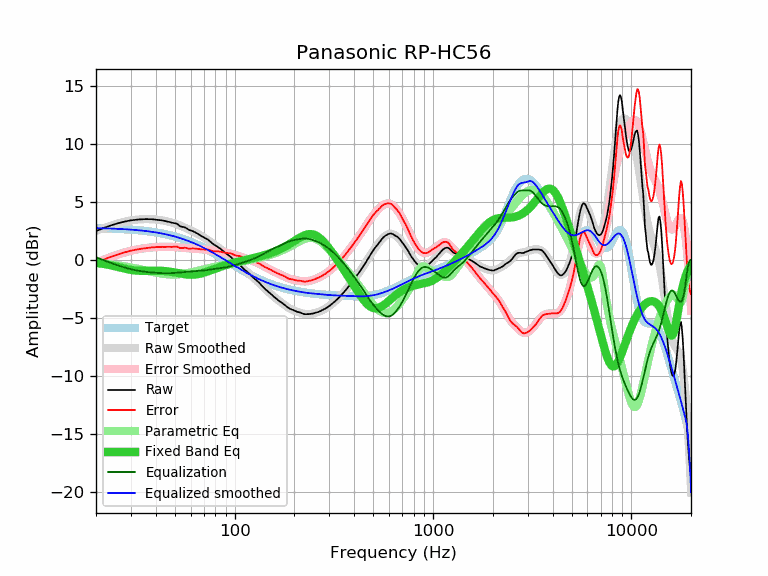 Panasonic RP-HC56
15
10
5
0
−5
−10
−15
−20
Amplitude (dBr)
Target
Raw Smoothed
Error Smoothed
Raw
Error
Parametric Eq
Fixed Band Eq
Equalization
Equalized smoothed
100 1000 10000
Frequency (Hz)